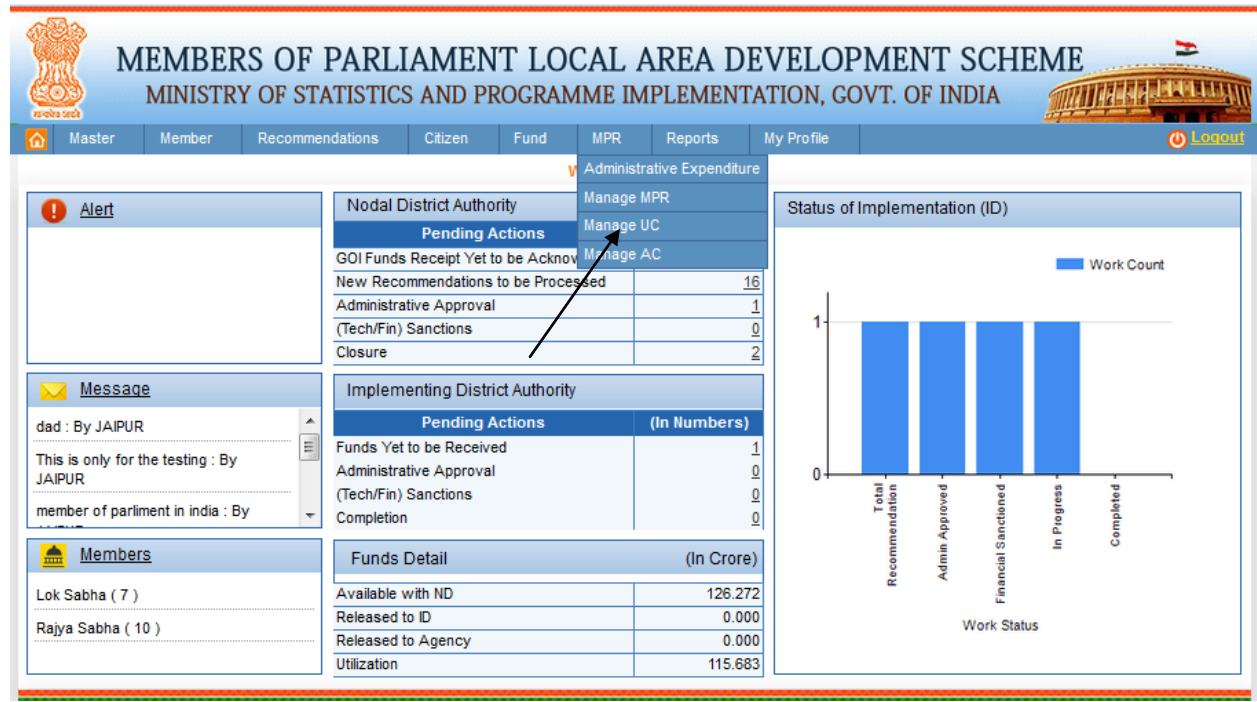 MEMBERS OF PARLIAMENT LOCAL AREA DEVELOPMENT SCHEME
MINISTRY OF STATISTICS AND PROGRAMME IMPLEMENTATION, GOVT. OF INDIA
सत्यमेव जयते
Master Member Recommendations Citizen Fund MPR Reports My Profile Logout
Administrative Expenditure
Manage MPR
Manage UC
Manage AC
Alert
Message
dad : By JAIPUR
This is only for the testing : By
JAIPUR
member of parliment in india : By
Members
Lok Sabha ( 7 )
Rajya Sabha ( 10 )
Nodal District Authority
Pending Actions
GOI Funds Receipt Yet to be Acknow
New Recommendations to be Processed 16
Administrative Approval 1
(Tech/Fin) Sanctions 0
Closure 2
Implementing District Authority
Pending Actions (In Numbers)
Funds Yet to be Received 1
Administrative Approval 0
(Tech/Fin) Sanctions 0
Completion 0
Funds Detail (In Crore)
Available with ND 126.272
Released to ID 0.000
Released to Agency 0.000
Utilization 115.683
Status of Implementation (ID)
Work Count
1
0
Total Recommendation
Admin Approved
Financial Sanctioned
In Progress
Completed
Work Status